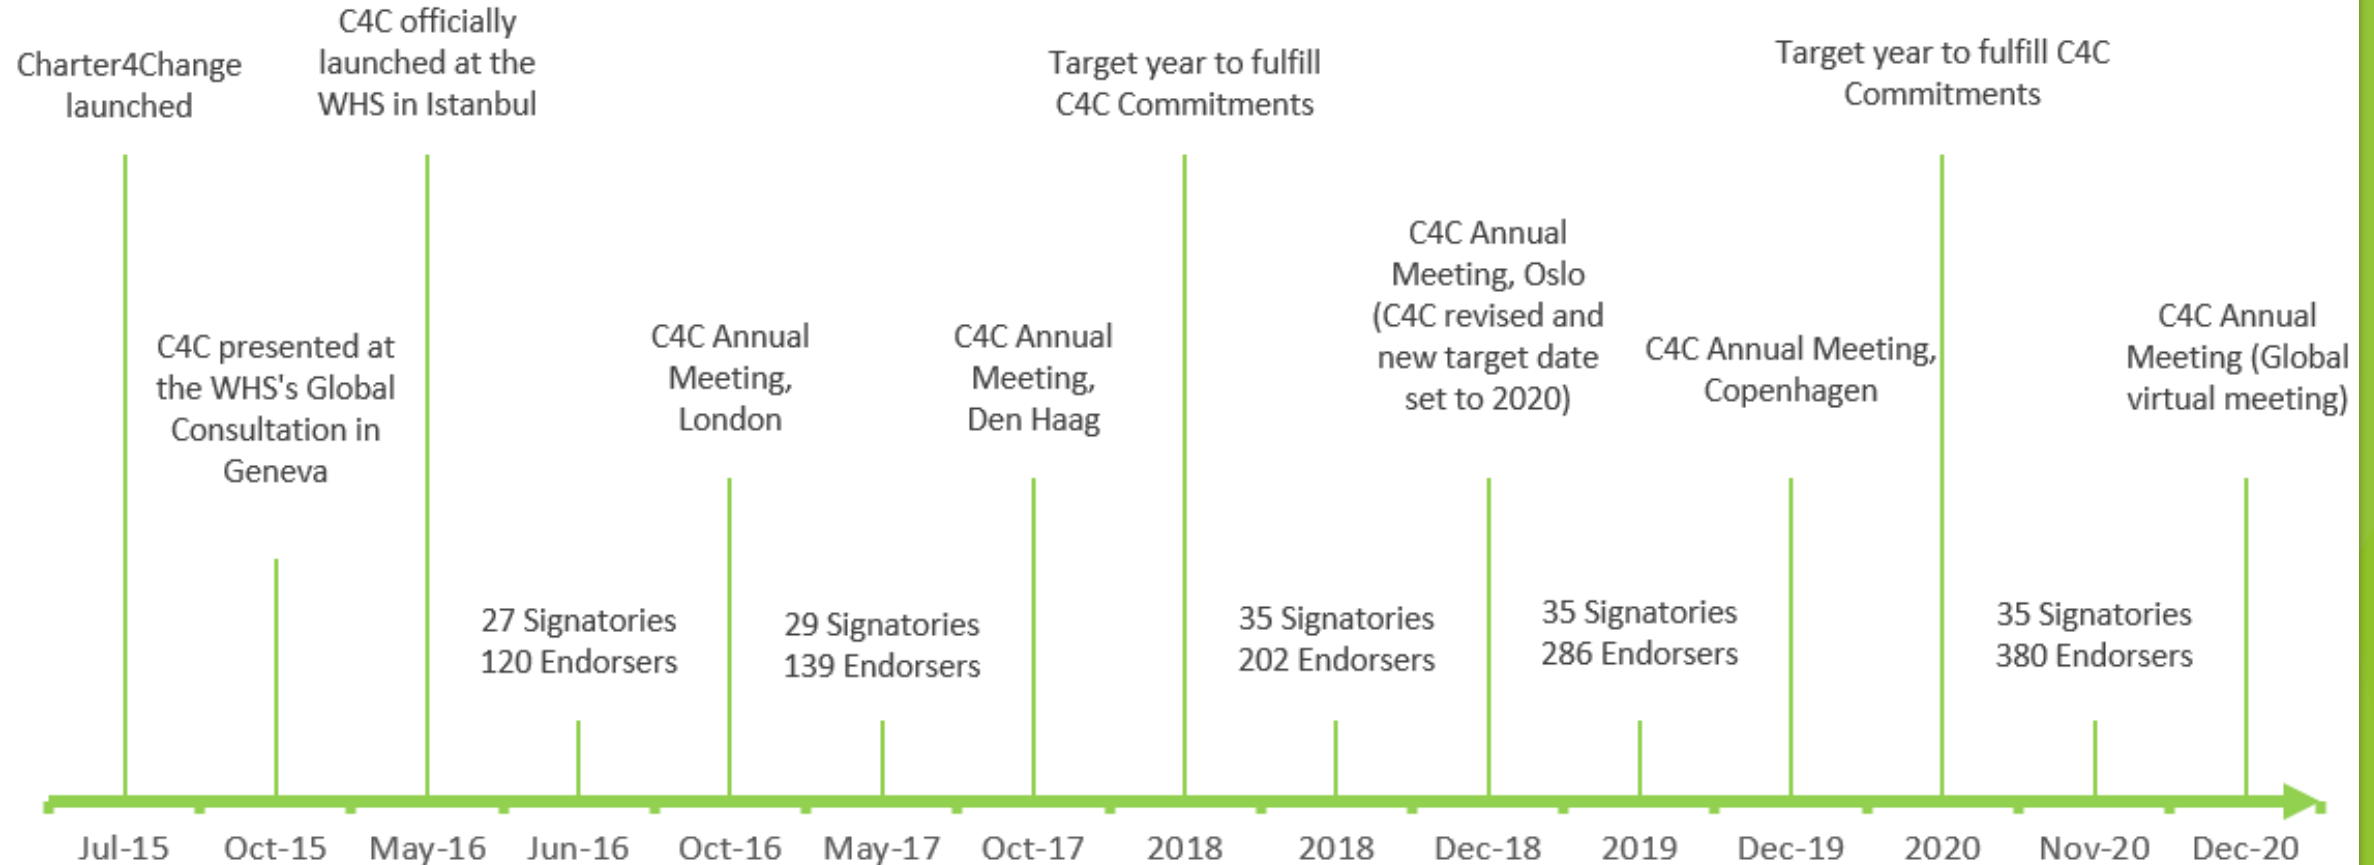 Charter4Change
launched
C4C presented at
the WHS's Global
Consultation in
Geneva
C4C officially
launched at the
WHS in Istanbul
27 Signatories
120 Endorsers
C4C Annual
Meeting,
London
29 Signatories
139 Endorsers
C4C Annual
Meeting,
Den Haag
Target year to fulfill
C4C Commitments
35 Signatories
202 Endorsers
C4C Annual
Meeting, Oslo
(C4C revised and
new target date
set to 2020)
35 Signatories
286 Endorsers
C4C Annual Meeting,
Copenhagen
Target year to fulfill C4C
Commitments
35 Signatories
380 Endorsers
C4C Annual
Meeting (Global
virtual meeting)
Jul-15 Oct-15 May-16 Jun-16 Oct-16 May-17 Oct-17 2018 2018 Dec-18 2019 Dec-19 2020 Nov-20 Dec-20